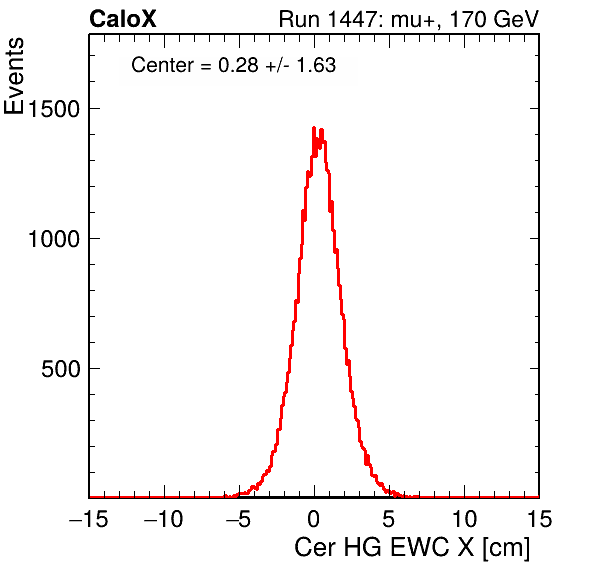 CaloX Run 1447: mu+, 170 GeV
Center = 0.28 +/- 1.63
Events
1500
1000
500
−15 −10 −5 0 5 10 15
Cer HG EWC X [cm]